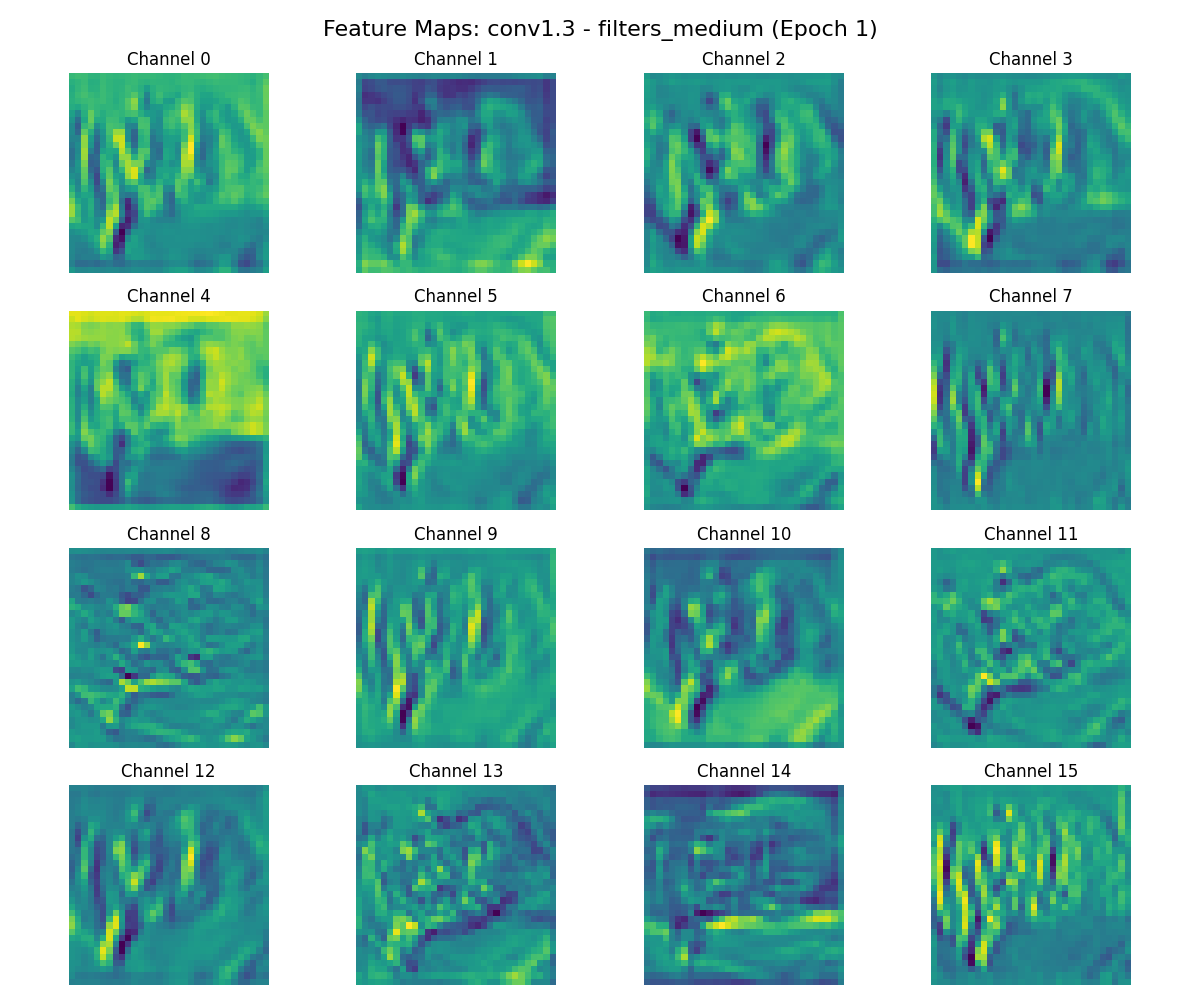 Feature Maps: conv1.3 - filters_medium (Epoch 1)
Channel 0 Channel 1 Channel 2 Channel 3
Channel 4 Channel 5 Channel 6 Channel 7
Channel 8 Channel 9 Channel 10 Channel 11
Channel 12 Channel 13 Channel 14 Channel 15